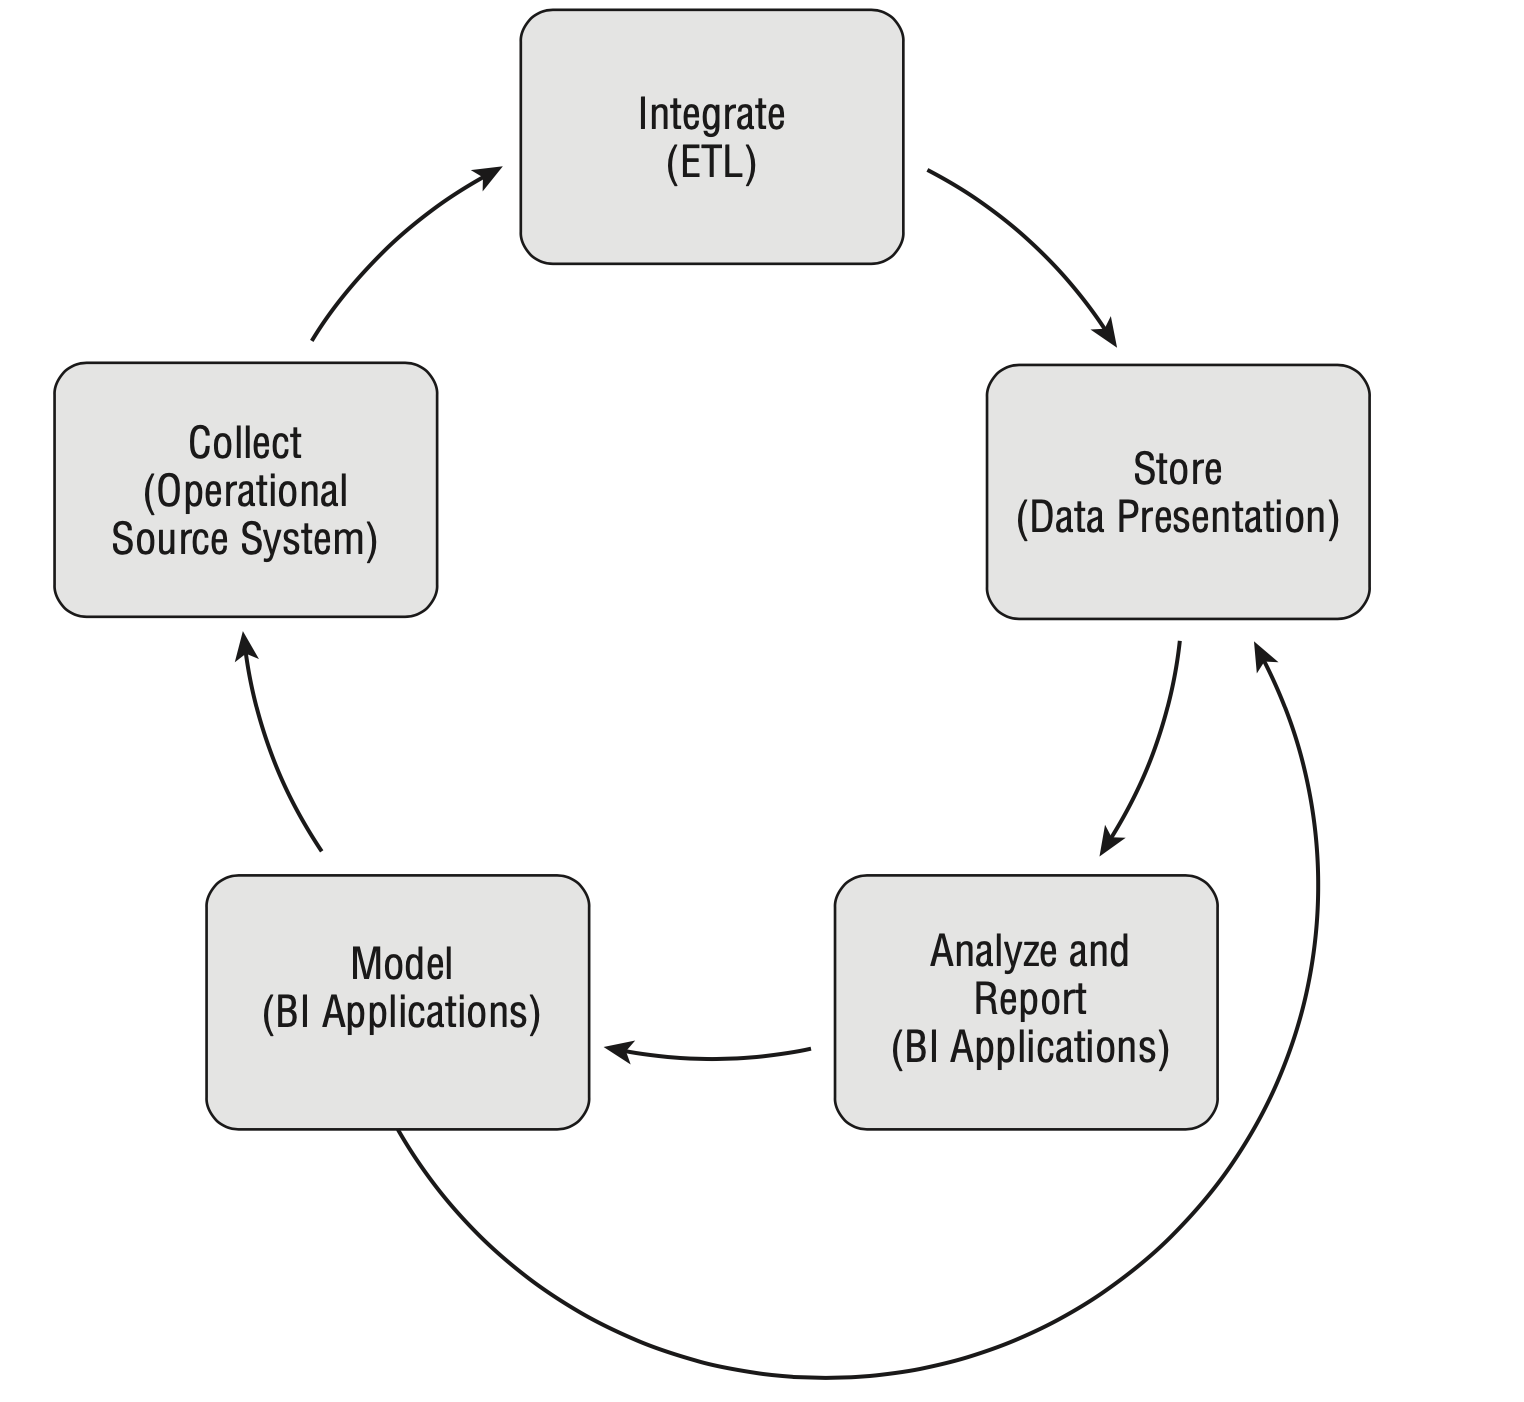 Integrate
(ETL)
Collect
(Operational
Source System)
Store
(Data Presentation)
Model
(BI Applications)
Analyze and
Report
(BI Applications)